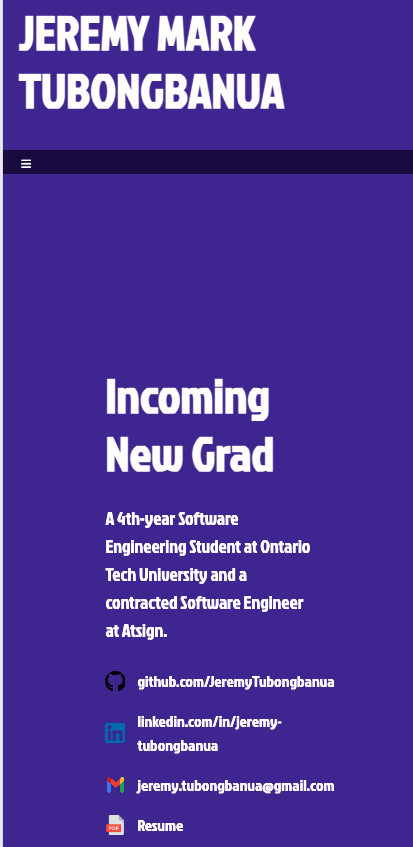 JEREMY MARK
TUBONGBANUA
Incoming
New Grad
A 4th-year Software
Engineering Student at Ontario
Tech University and a
contracted Software Engineer
at Atsign.
github.com/JeremyTubongbanua
linkedin.com/in/jeremy-
tubongbanua
jeremy.tubongbanua@gmail.com
PDF
Resume